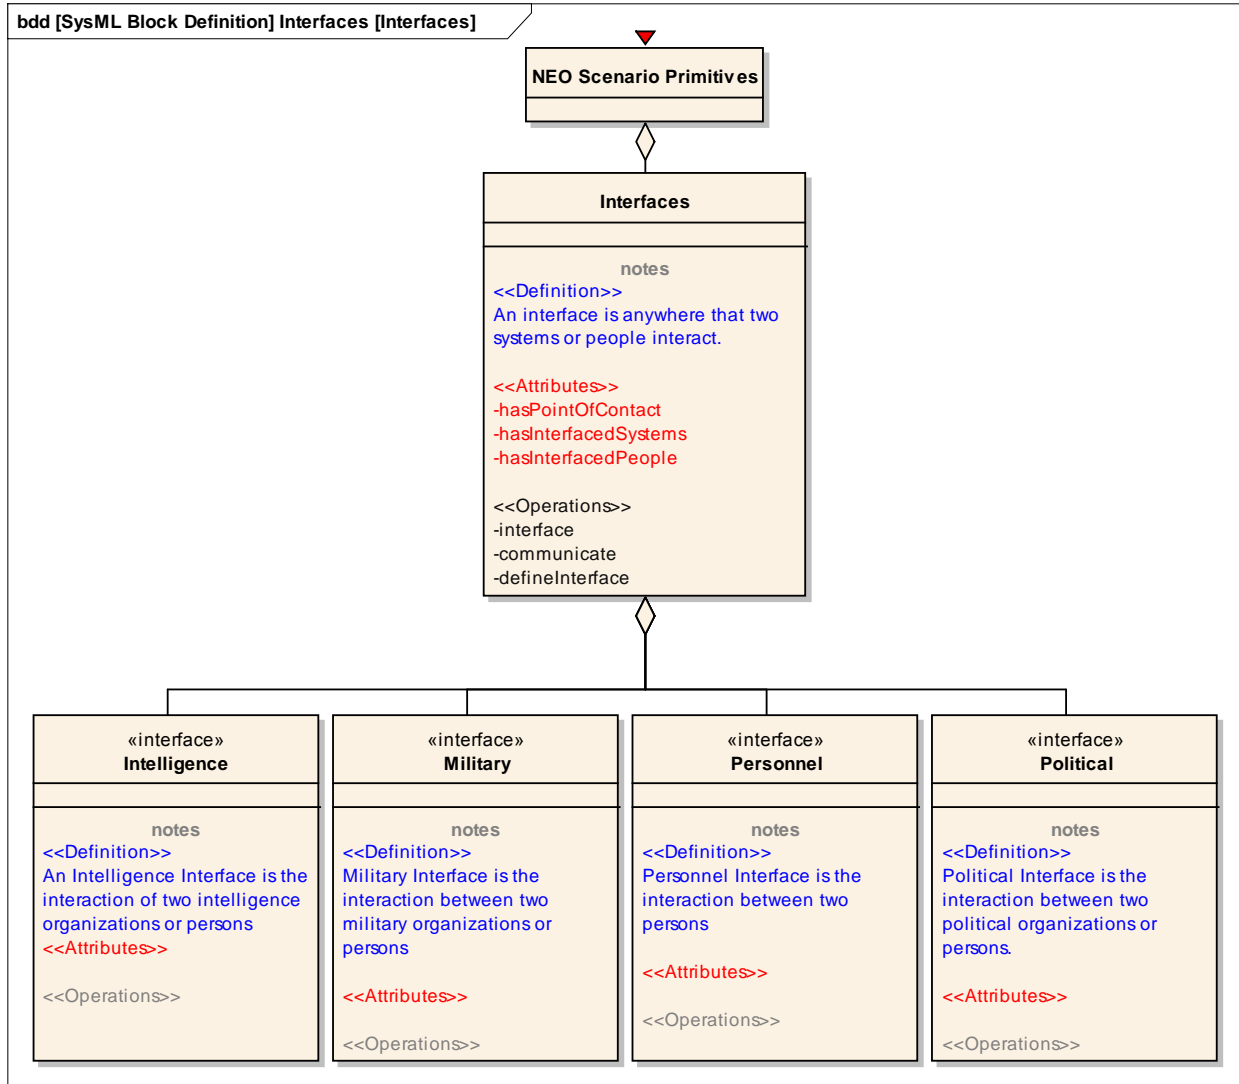 bdd [SysML Block Definition] Interfaces [Interfaces]
NEO Scenario Primitives
Interfaces
notes
<<Definition>>
An interface is anywhere that two
systems or people interact.
<<Attributes>>
-hasPointOfContact
-hasInterfacedSystems
-hasInterfacedPeople
<<Operations>>
-interface
-communicate
-defineInterface
«interface»
Intelligence
notes
<<Definition>>
An Intelligence Interface is the
interaction of two intelligence
organizations or persons
<<Attributes>>
<<Operations>>
«interface»
Military
notes
<<Definition>>
Military Interface is the
interaction between two
military organizations or
persons
<<Attributes>>
<<Operations>>
«interface»
Personnel
notes
<<Definition>>
Personnel Interface is the
interaction between two
persons
<<Attributes>>
<<Operations>>
«interface»
Political
notes
<<Definition>>
Political Interface is the
interaction between two
political organizations or
persons.
<<Attributes>>
<<Operations>>